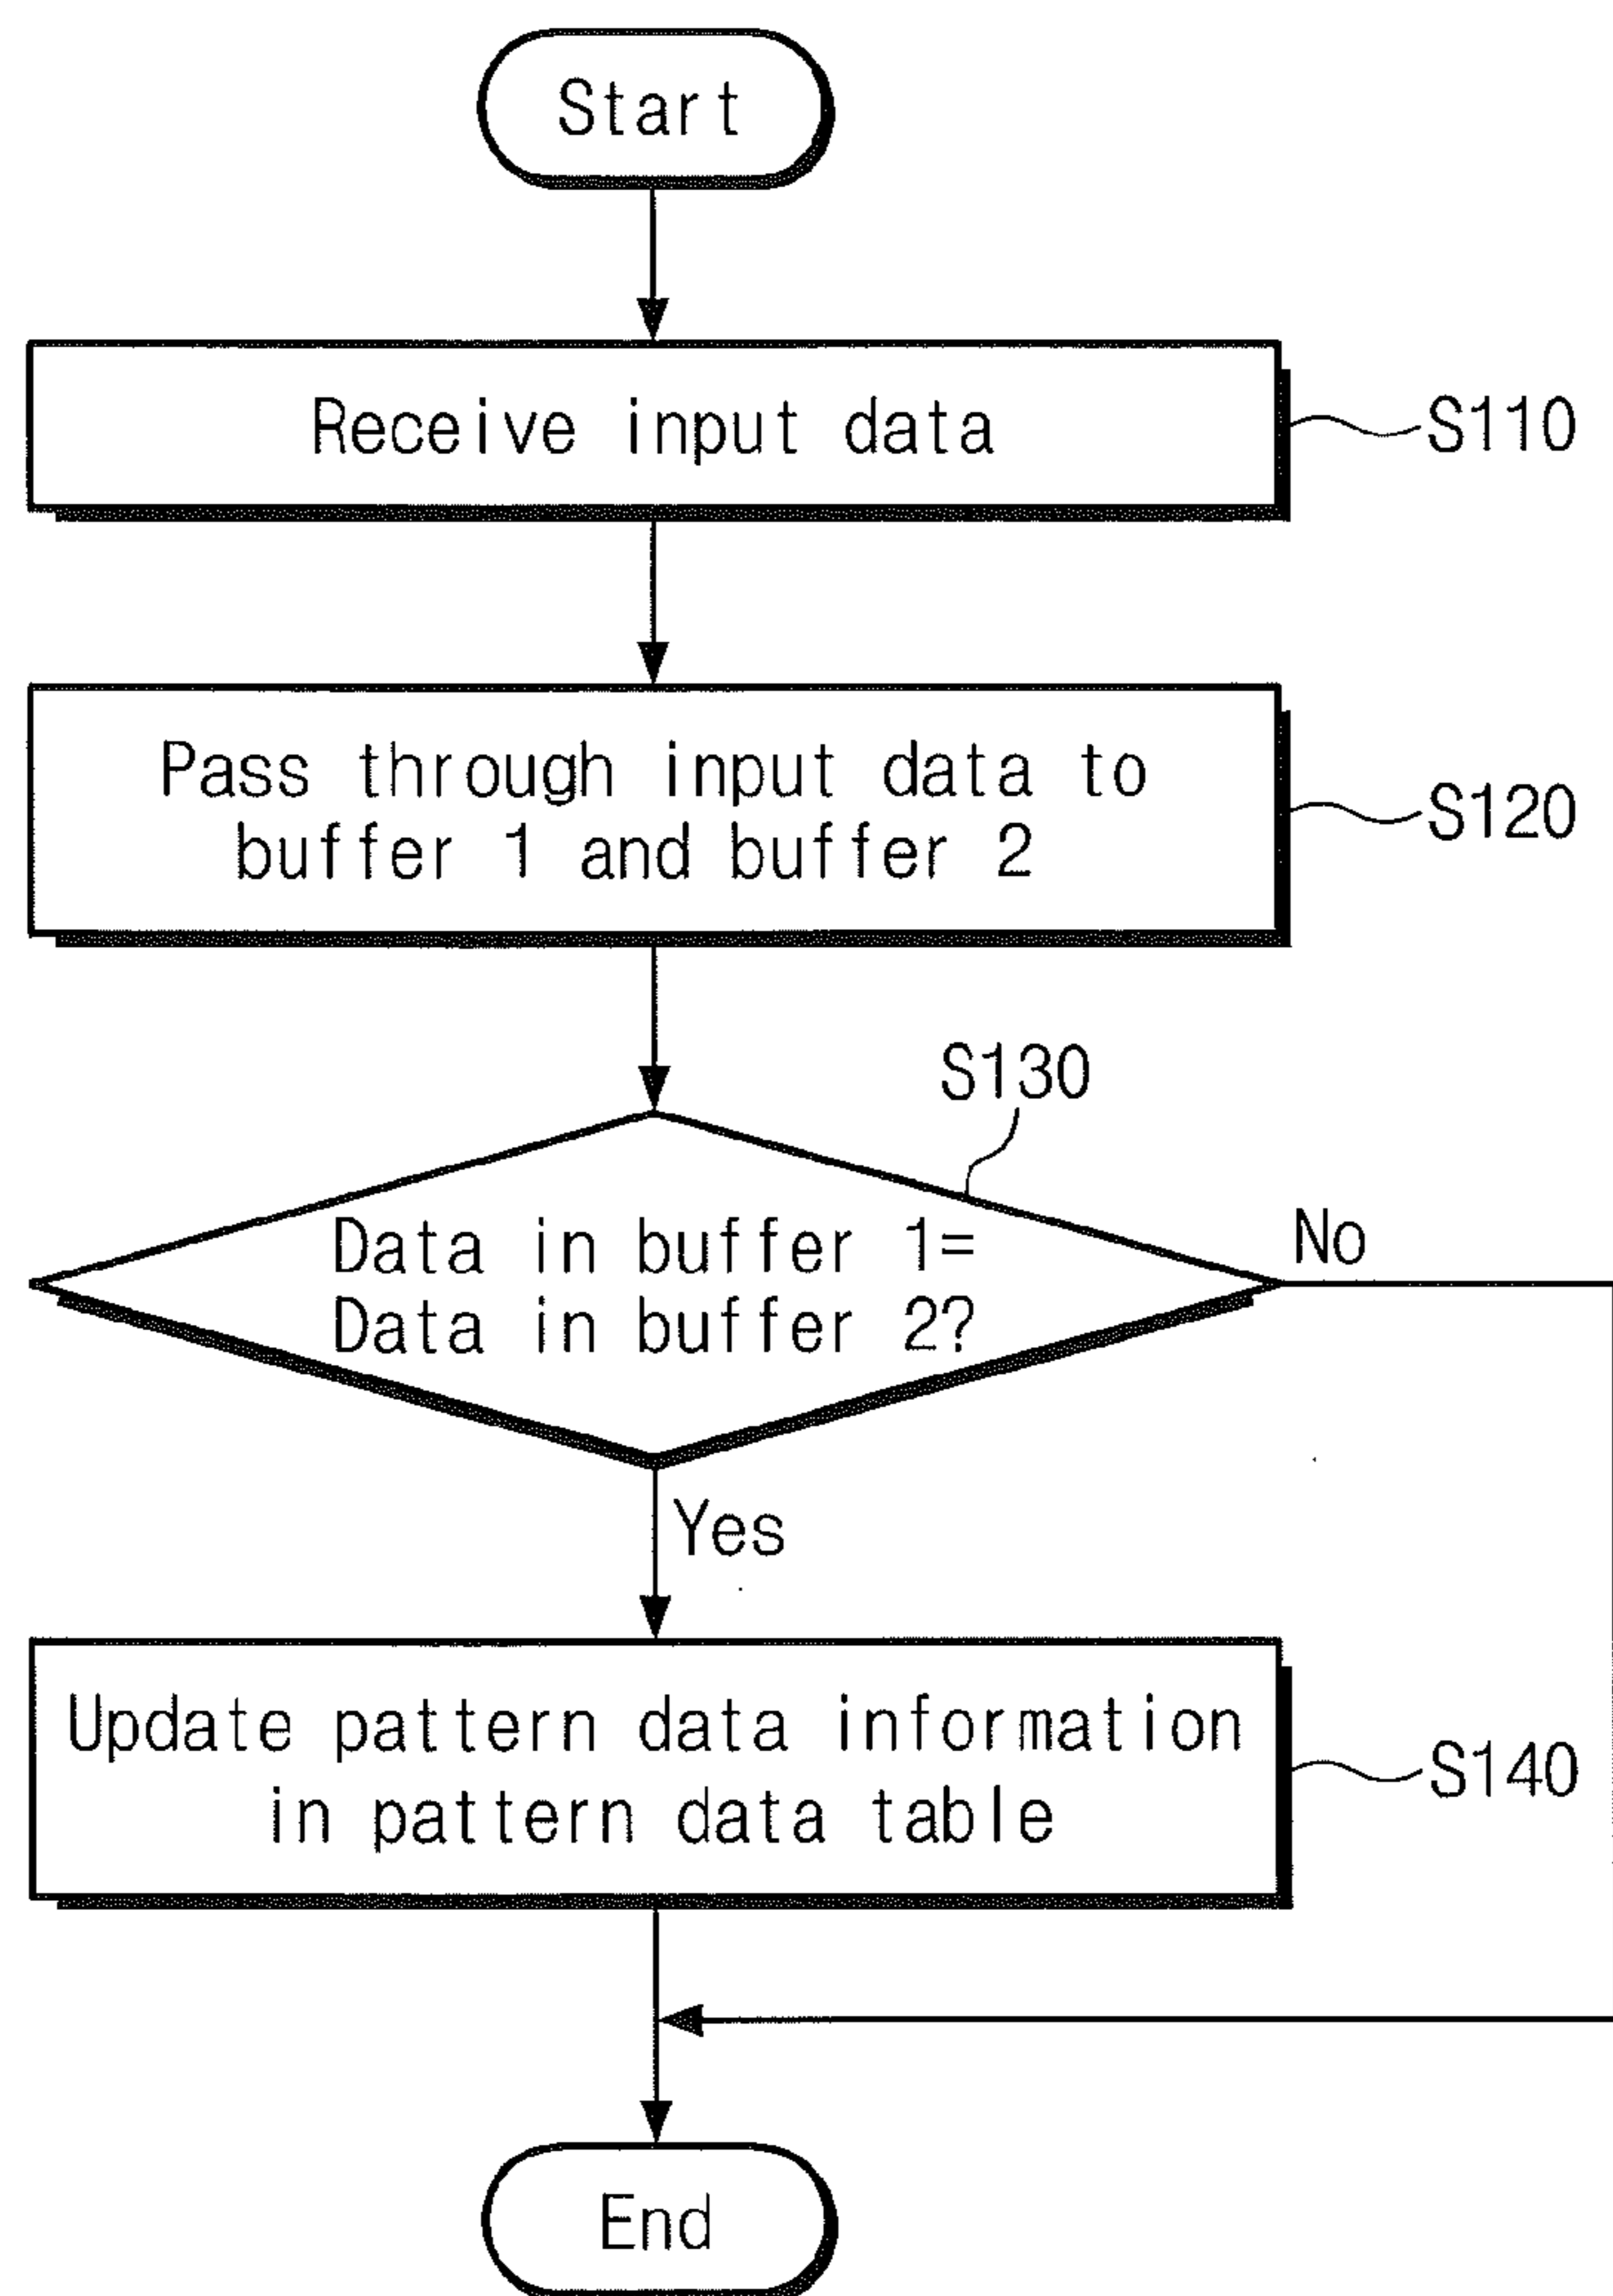 Start
Receive input data
S110
Pass through input data to
buffer 1 and buffer 2
S120
S130
Data in buffer 1=
Data in buffer 2?
No
Yes
Update pattern data information
in pattern data table
S140
End